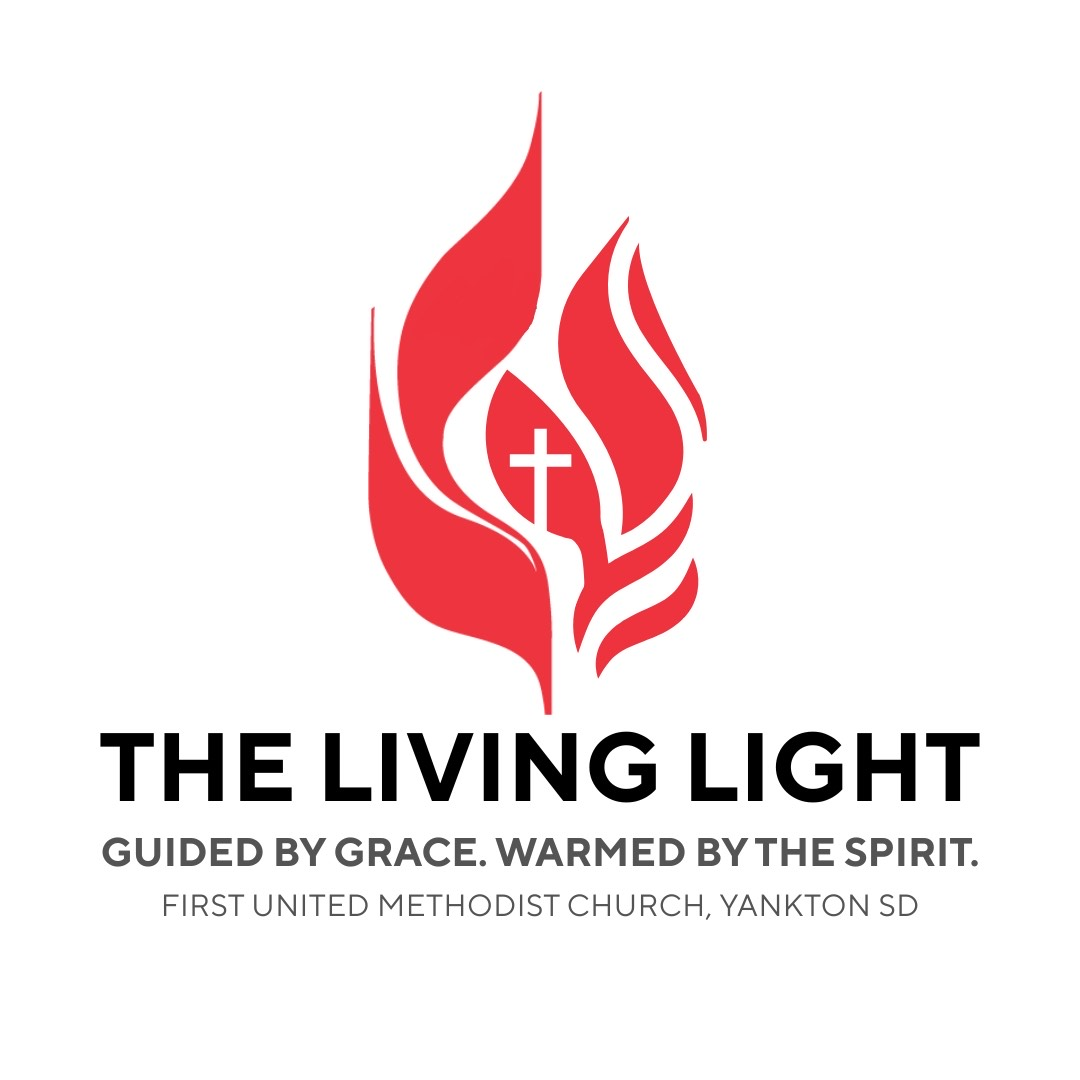 THE LIVING LIGHT
GUIDED BY GRACE. WARMED BY THE SPIRIT.
FIRST UNITED METHODIST CHURCH, YANKTON SD